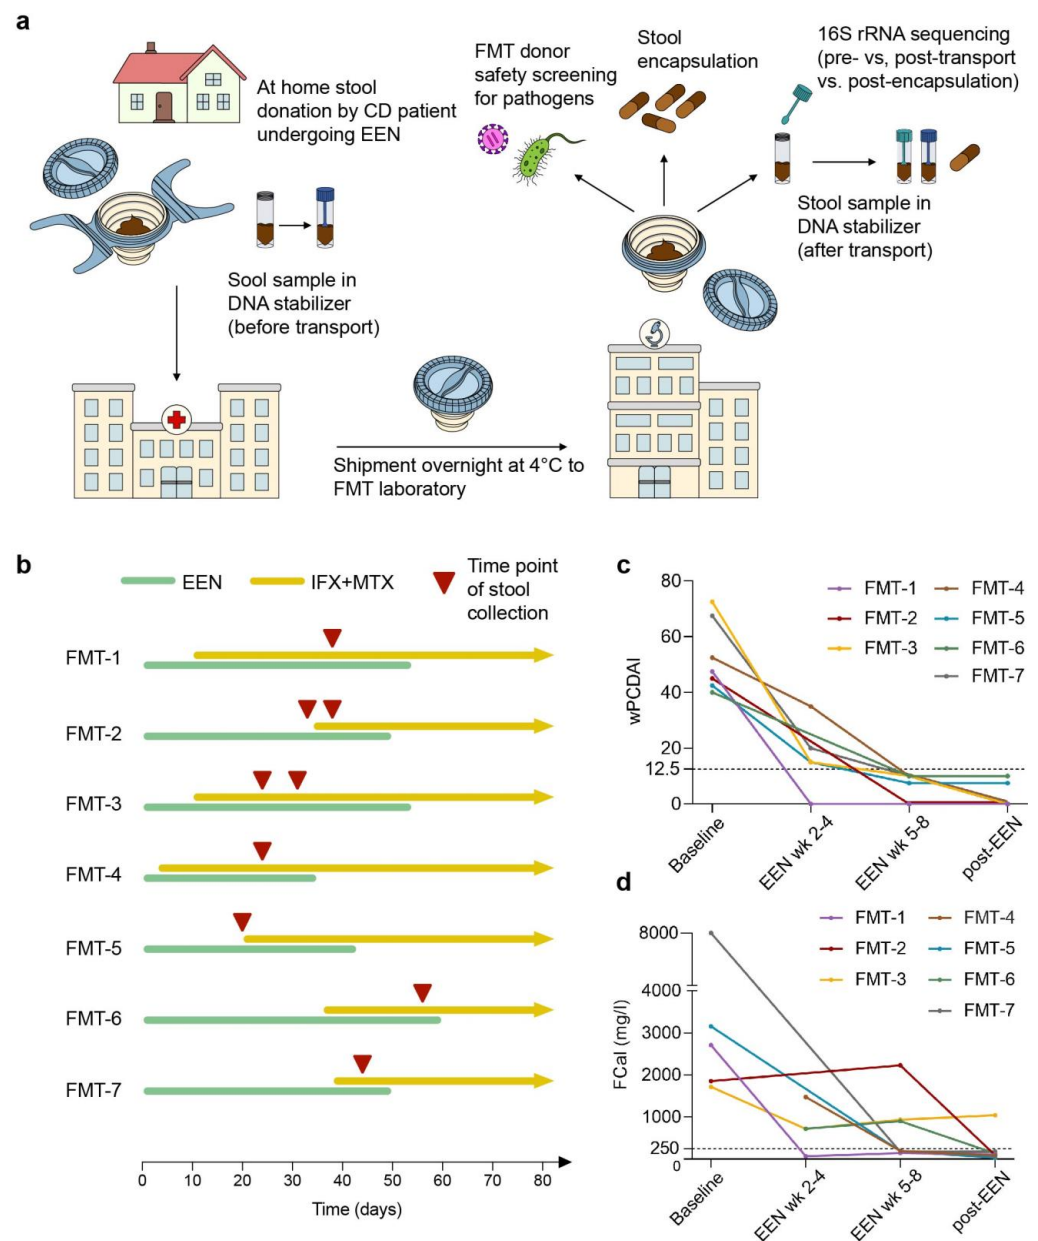 a
At home stool
donation by CD patient
undergoing EEN
Sool sample in
DNA stabilizer
(before transport)
FMT donor
safety screening
for pathogens
Stool
encapsulation
16S rRNA sequencing
(pre- vs, post-transport
vs. post-encapsulation)
Stool sample in
DNA stabilizer
(after transport)
Shipment overnight at 4°C to
FMT laboratory
b
EEN
IFX+MTX
Time point
of stool
collection
FMT-1
FMT-2
FMT-3
FMT-4
FMT-5
FMT-6
FMT-7
0 10 20 30 40 50 60 70 80
Time (days)
c
80
60
40
20
12.5
0
wPCDAI
FMT-1 FMT-4
FMT-2 FMT-5
FMT-3 FMT-6
FMT-7
Baseline
EEN wk 2-4
EEN wk 5-8
post-EEN
d
8000
4000
3000
2000
1000
250
0
FCal (mg/l)
FMT-1 FMT-4
FMT-2 FMT-5
FMT-3 FMT-6
FMT-7
Baseline
EEN wk 2-4
EEN wk 5-8
post-EEN